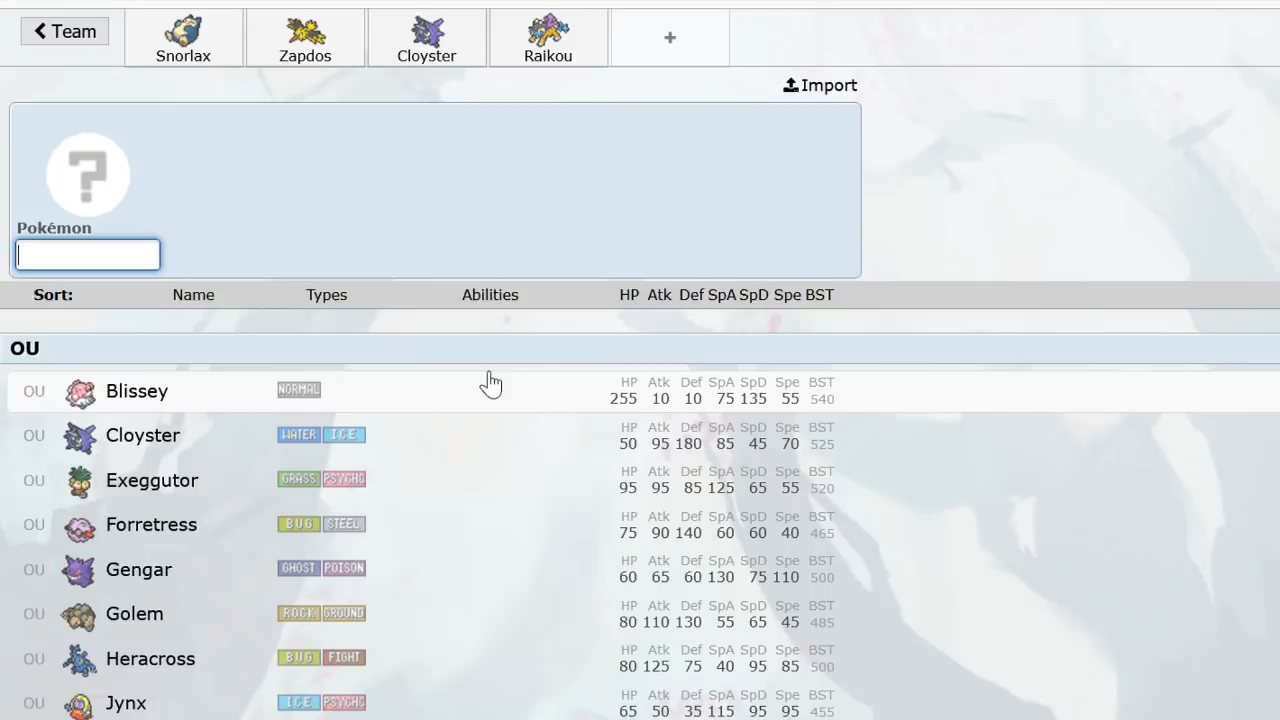 Team
Snorlax Zapdos Cloyster Raikou +
Import
?
Pokémon
Sort: Name Types Abilities HP Atk Def SpA SpD Spe BST
OU
OU Blissey NORMAL HP 255 Atk 10 Def 10 SpA 75 SpD 135 Spe 55 BST 540
OU Cloyster WATER ICE HP 50 Atk 95 Def 180 SpA 85 SpD 45 Spe 70 BST 525
OU Exeggutor GRASS PSYCHC HP 95 Atk 95 Def 85 SpA 125 SpD 65 Spe 55 BST 520
OU Forretress BUG STEEL HP 75 Atk 90 Def 140 SpA 60 SpD 60 Spe 40 BST 465
OU Gengar GHOST POISON HP 60 Atk 65 Def 60 SpA 130 SpD 75 Spe 110 BST 500
OU Golem ROCK GROUND HP 80 Atk 110 Def 130 SpA 55 SpD 65 Spe 45 BST 485
OU Heracross BUG FIGHT HP 80 Atk 125 Def 75 SpA 40 SpD 95 Spe 85 BST 500
OU Jynx ICE PSYCHC HP 65 Atk 50 Def 35 SpA 115 SpD 95 Spe 95 BST 455